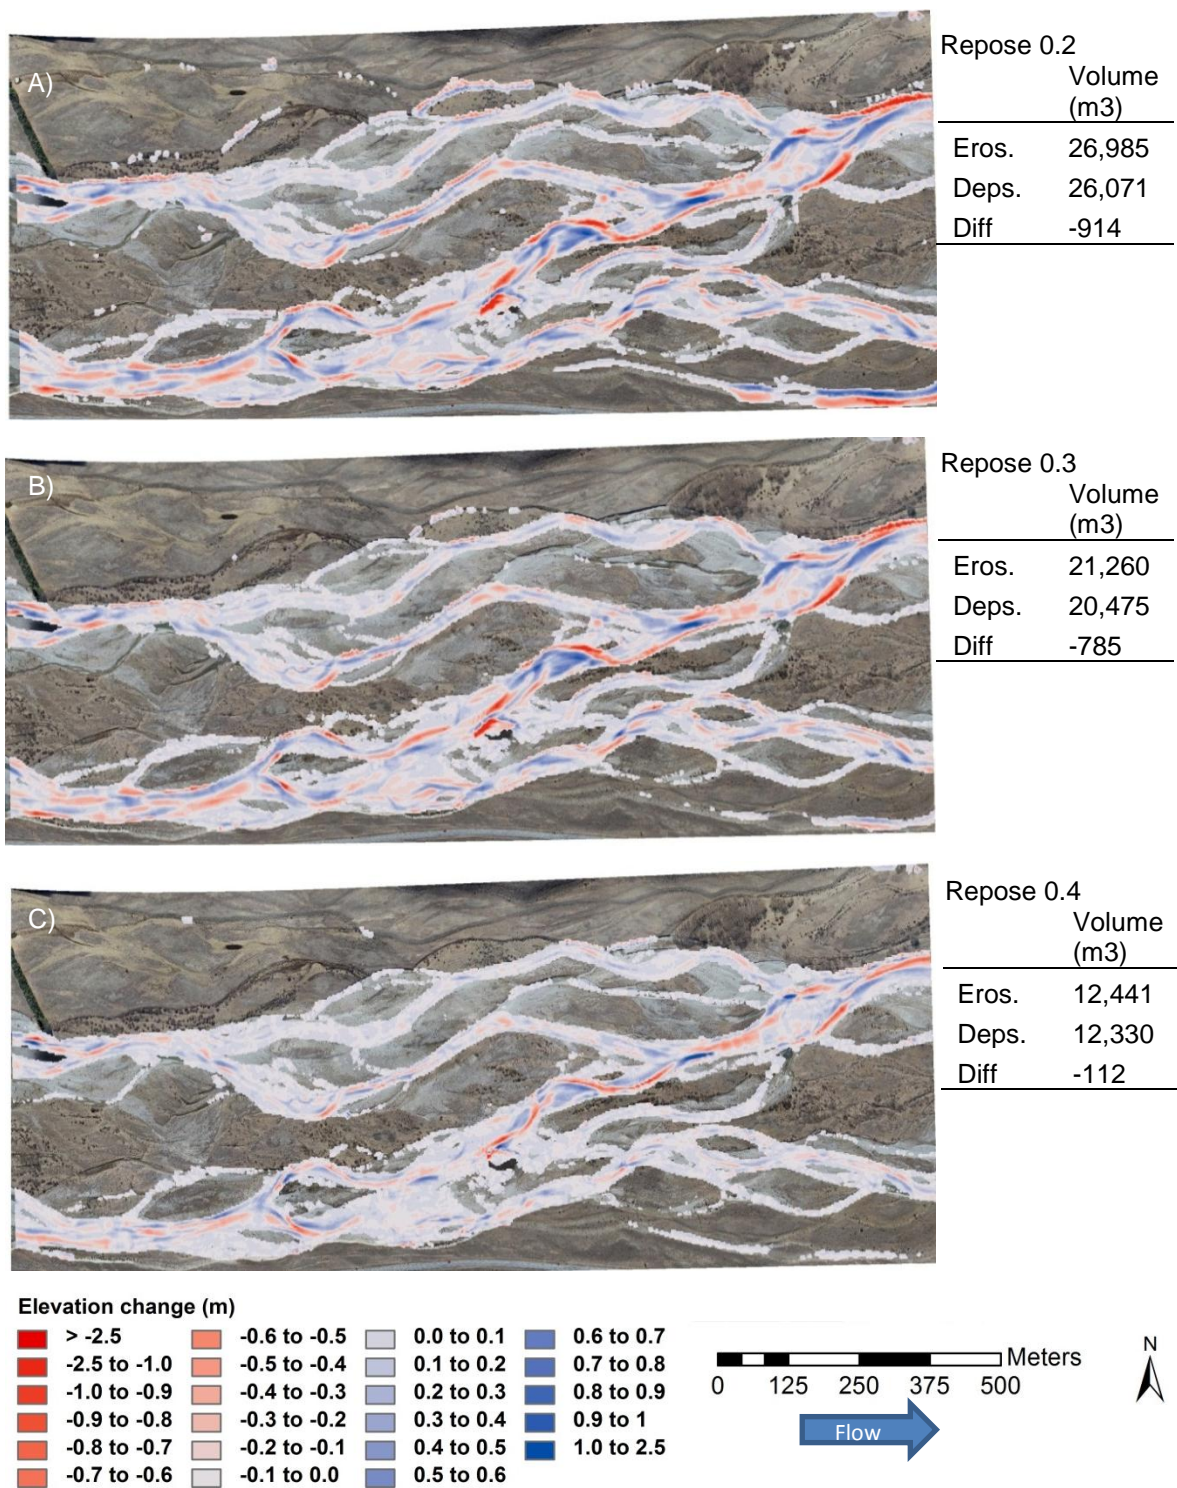 A)
Repose 0.2
Volume
(m3)
Eros. 26,985
Deps. 26,071
Diff -914
B)
Repose 0.3
Volume
(m3)
Eros. 21,260
Deps. 20,475
Diff -785
C)
Repose 0.4
Volume
(m3)
Eros. 12,441
Deps. 12,330
Diff -112
Elevation change (m)
> -2.5 -0.6 to -0.5 0.0 to 0.1 0.6 to 0.7
-2.5 to -1.0 -0.5 to -0.4 0.1 to 0.2 0.7 to 0.8
-1.0 to -0.9 -0.4 to -0.3 0.2 to 0.3 0.8 to 0.9
-0.9 to -0.8 -0.3 to -0.2 0.3 to 0.4 0.9 to 1
-0.8 to -0.7 -0.2 to -0.1 0.4 to 0.5 1.0 to 2.5
-0.7 to -0.6 -0.1 to 0.0 0.5 to 0.6
Meters
0 125 250 375 500
Flow
N